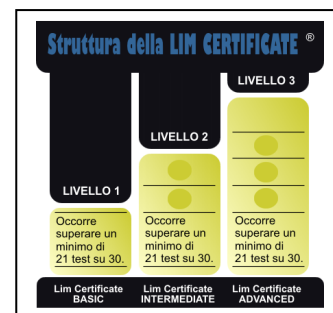 Struttura della LIM CERTIFICATE ®
LIVELLO 3
LIVELLO 2
LIVELLO 1
Occorre
superare un
minimo di
21 test su 30.
Occorre
superare un
minimo di
21 test su 30.
Occorre
superare un
minimo di
21 test su 30.
Lim Certificate
BASIC
Lim Certificate
INTERMEDIATE
Lim Certificate
ADVANCED